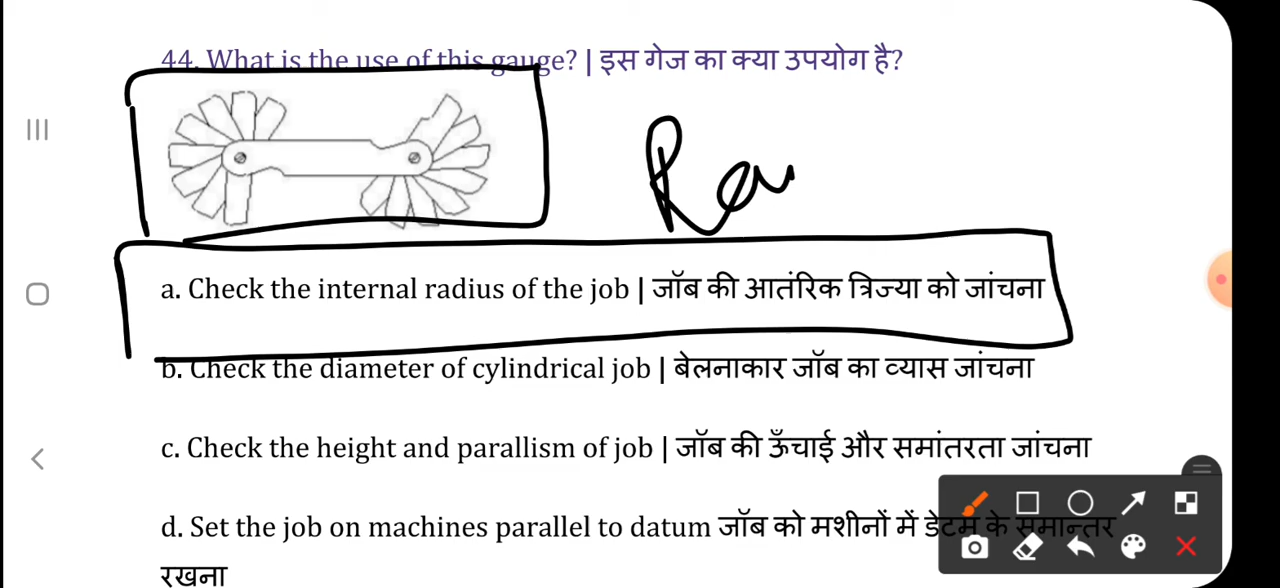 44. What is the use of this gauge? | इस गेज का क्या उपयोग है?
a. Check the internal radius of the job | जॉब की आतंरिक त्रिज्या को जांचना
b. Check the diameter of cylindrical job | बेलनाकार जॉब का व्यास जांचना
c. Check the height and parallism of job | जॉब की ऊँचाई और समांतरता जांचना
d. Set the job on machines parallel to datum जॉब को मशीनों में डेटम के समान्तर
रखना